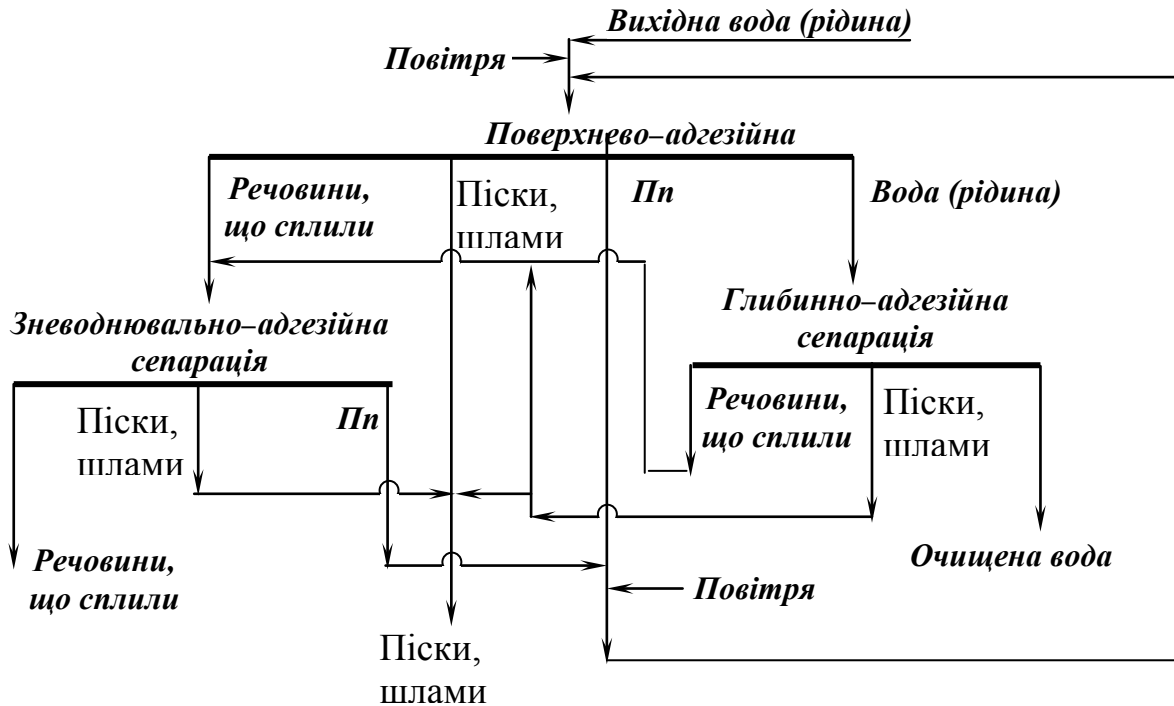 Вихідна вода (рідина)
Повітря
Поверхнево–адгезійна
Речовини,
що сплили
Піски,
шлами
Пп
Вода (рідина)
Зневоднювально–адгезійна
сепарація
Глибинно–адгезійна
сепарація
Піски,
шлами
Пп
Речовини,
що сплили
Піски,
шлами
Речовини,
що сплили
Повітря
Очищена вода
Піски,
шлами